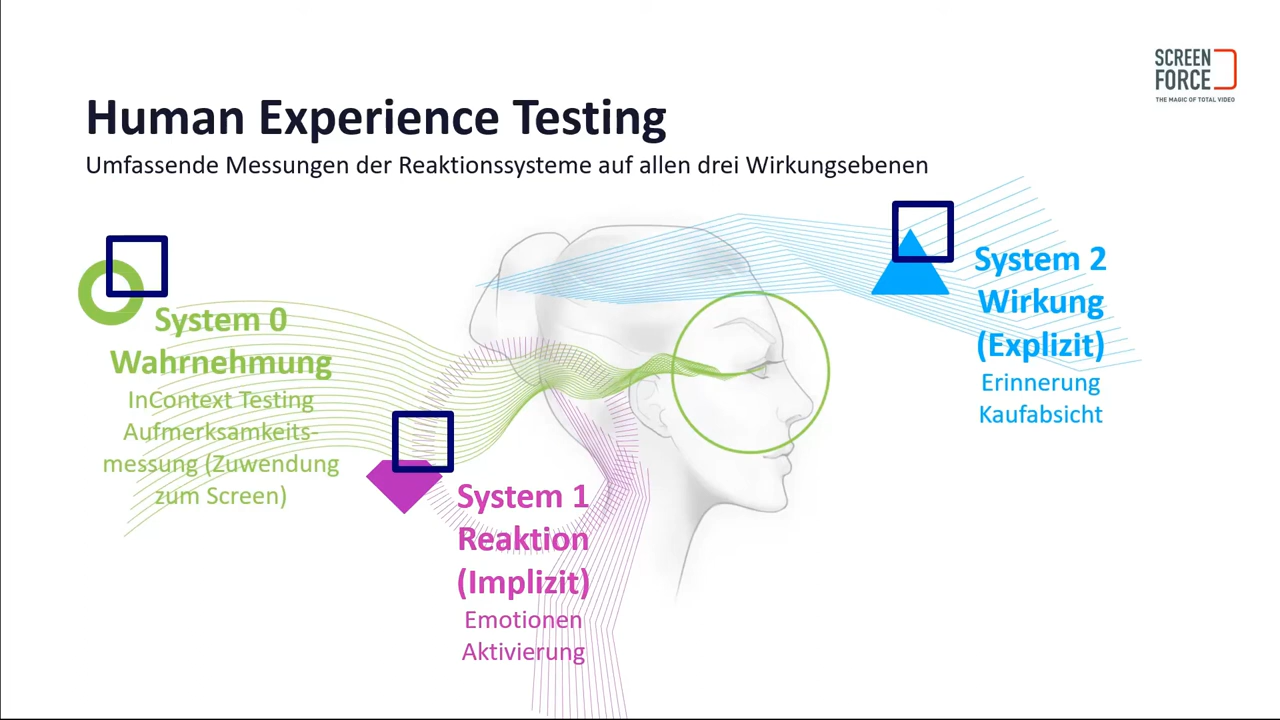 SCREEN
FORCE
THE MAGIC OF TOTAL VIDEO
Human Experience Testing
Umfassende Messungen der Reaktionssysteme auf allen drei Wirkungsebenen
System 0
Wahrnehmung
InContext Testing
Aufmerksamkeits-
messung (Zuwendung
zum Screen)
System 1
Reaktion
(Implizit)
Emotionen
Aktivierung
System 2
Wirkung
(Explizit)
Erinnerung
Kaufabsicht